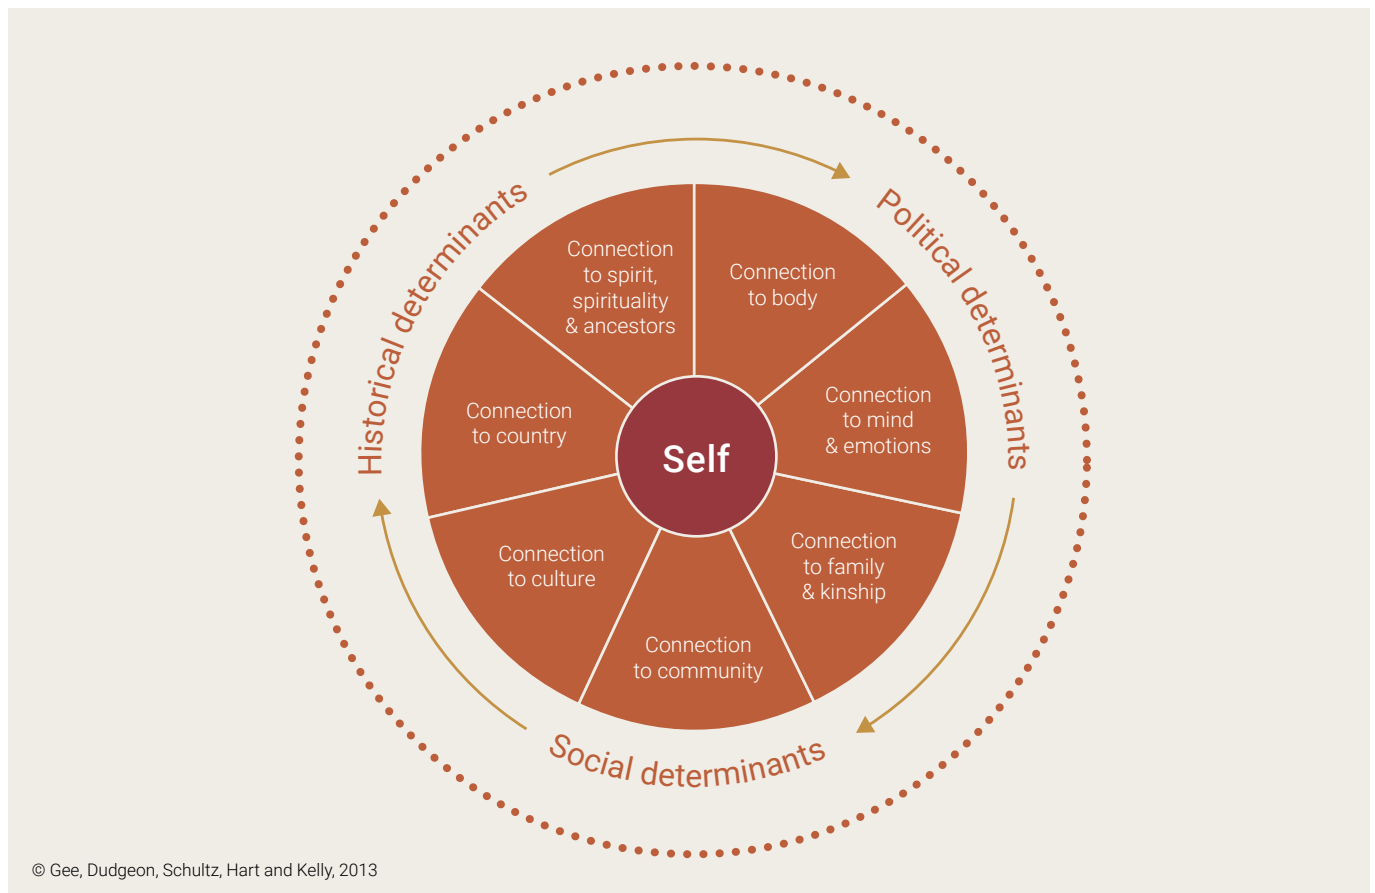 Historical determinants
Political determinants
Connection
to spirit,
spirituality
& ancestors
Connection
to body
Connection
to mind
& emotions
Connection
to country
Self
Connection
to family
& kinship
Connection
to culture
Connection
to community
Social determinants
© Gee, Dudgeon, Schultz, Hart and Kelly, 2013